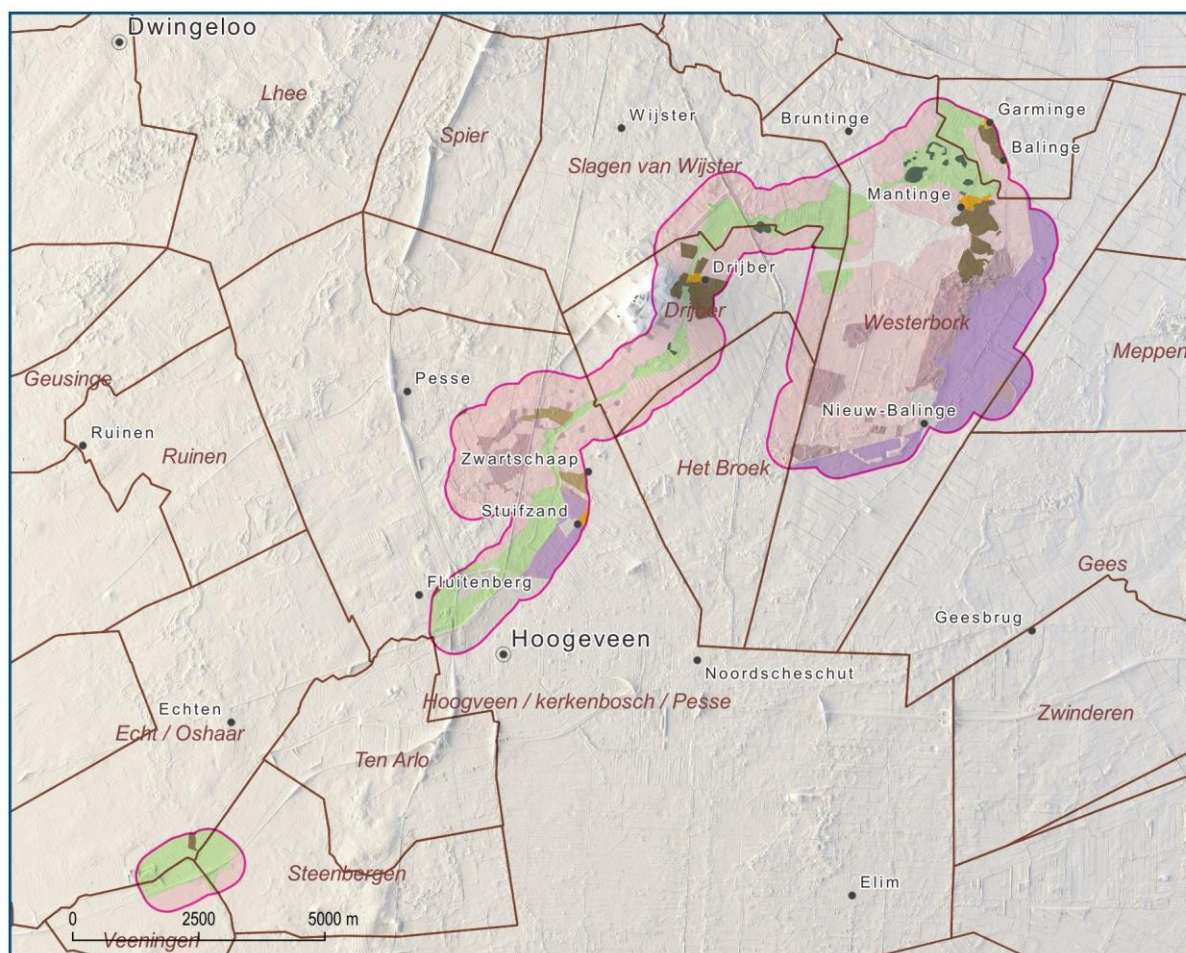 Dwingeloo
Lhee
Spier
Wijster
Bruntinge
Garminge
Balinge
Slagen van Wijster
Mantinge
Drijber
Drijber
Westerbork
Meppen
Geusinge
Pesse
Ruinen
Ruinen
Nieuw-Balinge
Zwartschaap
Het Broek
Stuifzand
Fluitenberg
Gees
Geesbrug
Hoogeveen
Noordscheschut
Hoogveen / kerkenbosch / Pesse
Echten
Echt / Oshaar
Zwinderen
Ten Arlo
Steenbergen
Elim
0 2500 5000 m
Veeningen